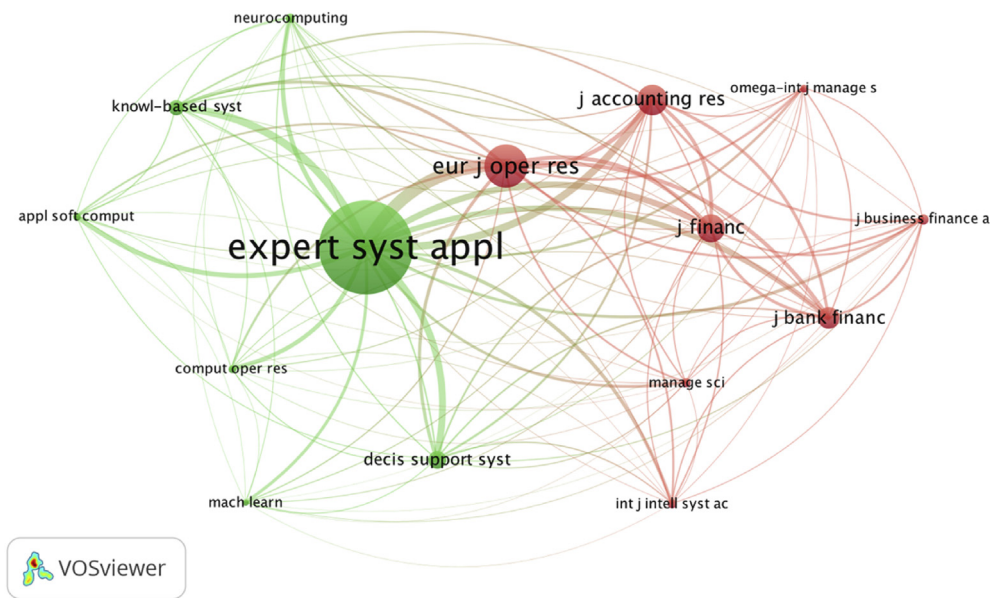 neurocomputing
knowl-based syst
j accounting res
omega-int j manage s
eur j oper res
appl soft comput
j financ
j business finance a
expert syst appl
j bank financ
comput oper res
manage sci
decis support syst
mach learn
int j intell syst ac
VOSviewer